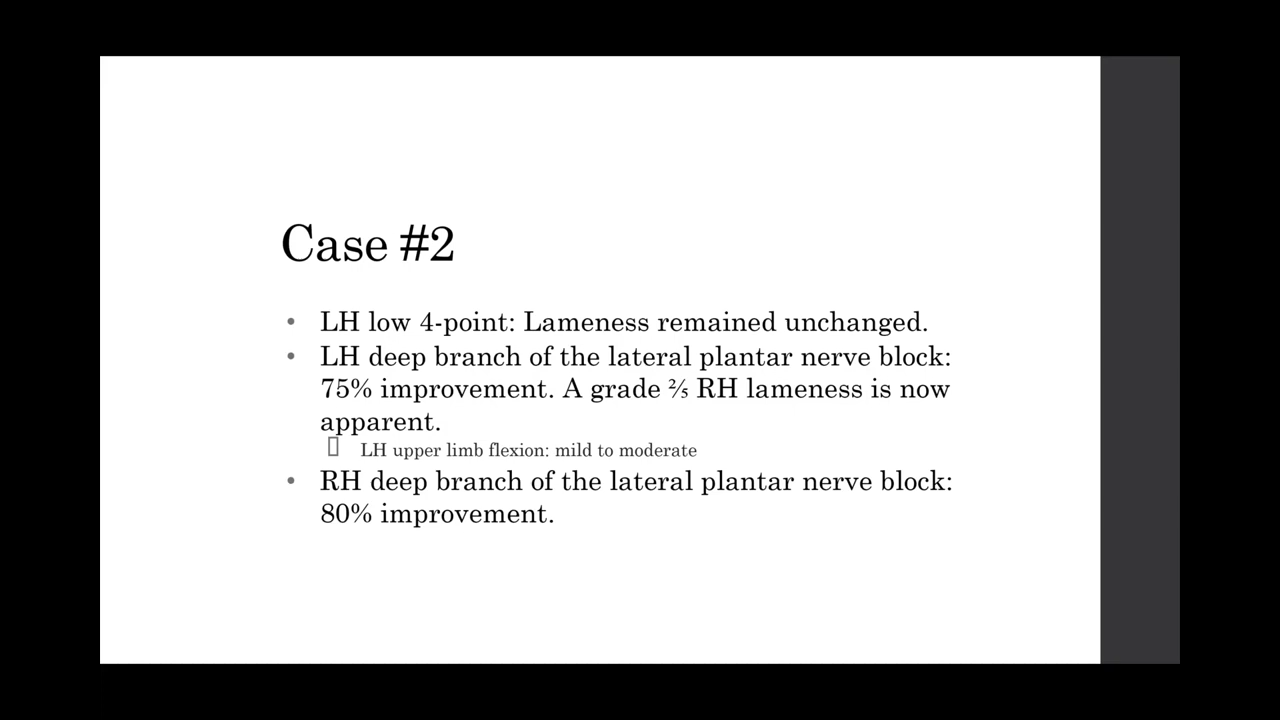 Case #2
• LH low 4-point: Lameness remained unchanged.
• LH deep branch of the lateral plantar nerve block:
75% improvement. A grade ⅖ RH lameness is now
apparent.
LH upper limb flexion: mild to moderate
• RH deep branch of the lateral plantar nerve block:
80% improvement.